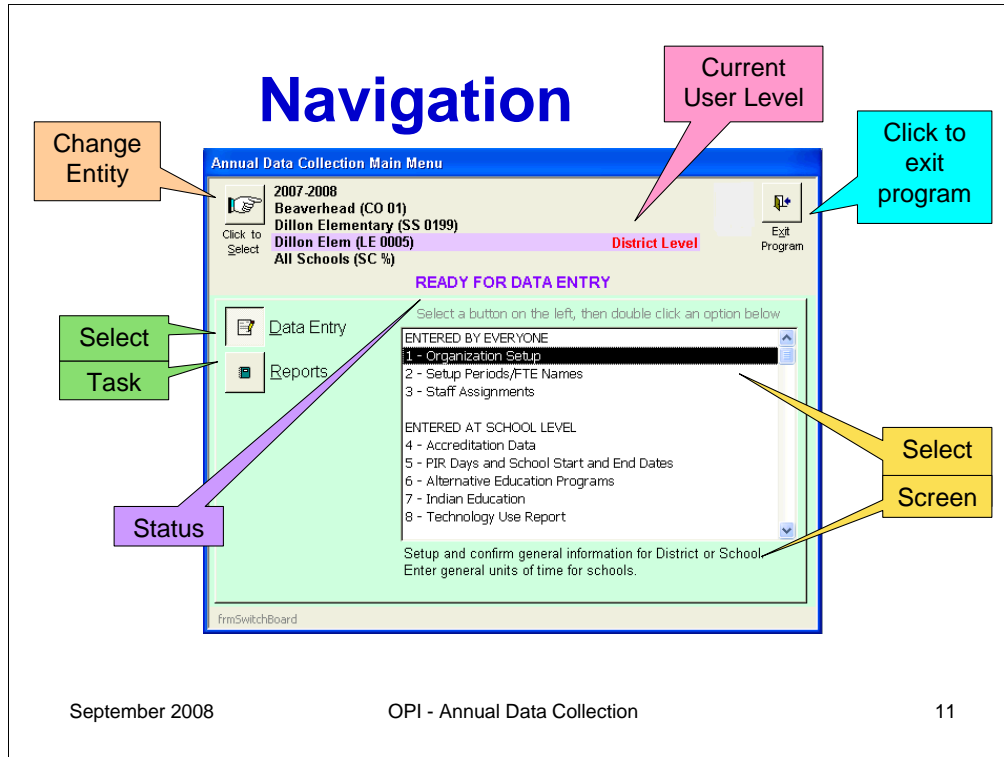 Navigation
Current
User Level
Change
Entity
Click to
exit
program
Annual Data Collection Main Menu
Click to
Select
2007-2008
Beaverhead (CO 01)
Dillon Elementary (SS 0199)
Dillon Elem (LE 0005) District Level
All Schools (SC %)
Exit
Program
READY FOR DATA ENTRY
Select
Task
Data Entry
Reports
Select a button on the left, then double click an option below
ENTERED BY EVERYONE
1 - Organization Setup
2 - Setup Periods/FTE Names
3 - Staff Assignments
ENTERED AT SCHOOL LEVEL
4 - Accreditation Data
5 - PIR Days and School Start and End Dates
6 - Alternative Education Programs
7 - Indian Education
8 - Technology Use Report
Select
Screen
Status
Setup and confirm general information for District or School.
Enter general units of time for schools.
frmSwitchBoard
September 2008 OPI - Annual Data Collection 11